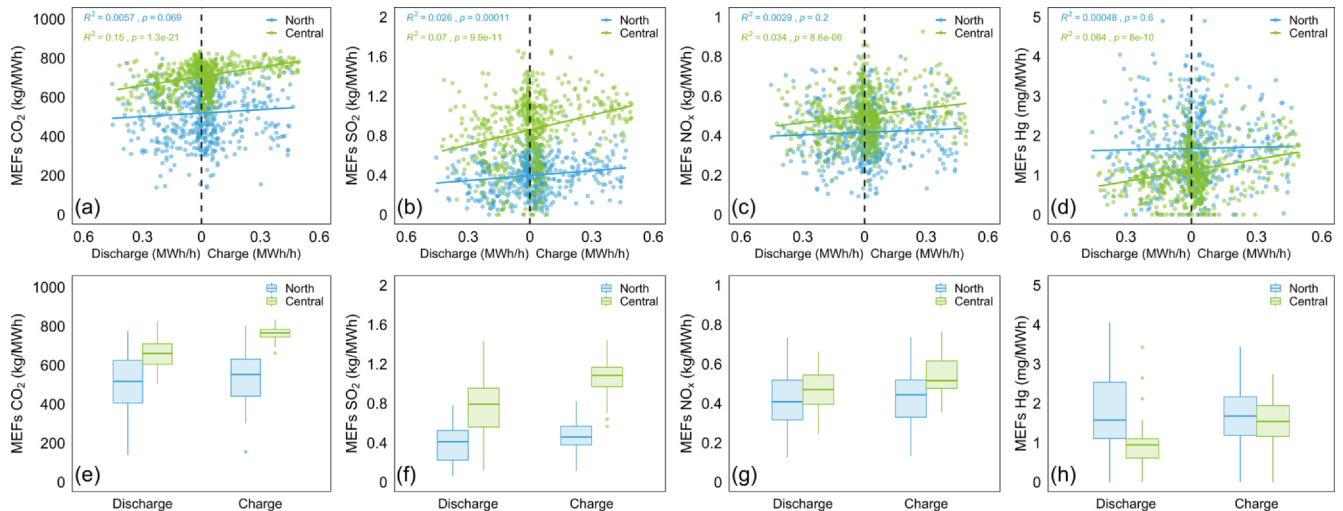 MEFs CO₂ (kg/MWh)
1000
800
600
400
200
0
R² = 0.0057 , p = 0.069
R² = 0.15 , p = 1.3e-21
North
Central
(a)
0.6 0.3 0 0.3 0.6
Discharge (MWh/h) Charge (MWh/h)
MEFs SO₂ (kg/MWh)
2
1.6
1.2
0.8
0.4
0
R² = 0.026 , p = 0.00011
R² = 0.07 , p = 9.9e-11
North
Central
(b)
0.6 0.3 0 0.3 0.6
Discharge (MWh/h) Charge (MWh/h)
MEFs NOₓ (kg/MWh)
1
0.8
0.6
0.4
0.2
0
R² = 0.0029 , p = 0.2
R² = 0.034 , p = 8.6e-06
North
Central
(c)
0.6 0.3 0 0.3 0.6
Discharge (MWh/h) Charge (MWh/h)
MEFs Hg (mg/MWh)
5
4
3
2
1
0
R² = 0.00048 , p = 0.6
R² = 0.064 , p = 8e-10
North
Central
(d)
0.6 0.3 0 0.3 0.6
Discharge (MWh/h) Charge (MWh/h)
MEFs CO₂ (kg/MWh)
1000
800
600
400
200
0
North
Central
(e)
Discharge Charge
MEFs SO₂ (kg/MWh)
2
1.6
1.2
0.8
0.4
0
North
Central
(f)
Discharge Charge
MEFs NOₓ (kg/MWh)
1
0.8
0.6
0.4
0.2
0
North
Central
(g)
Discharge Charge
MEFs Hg (mg/MWh)
5
4
3
2
1
0
North
Central
(h)
Discharge Charge